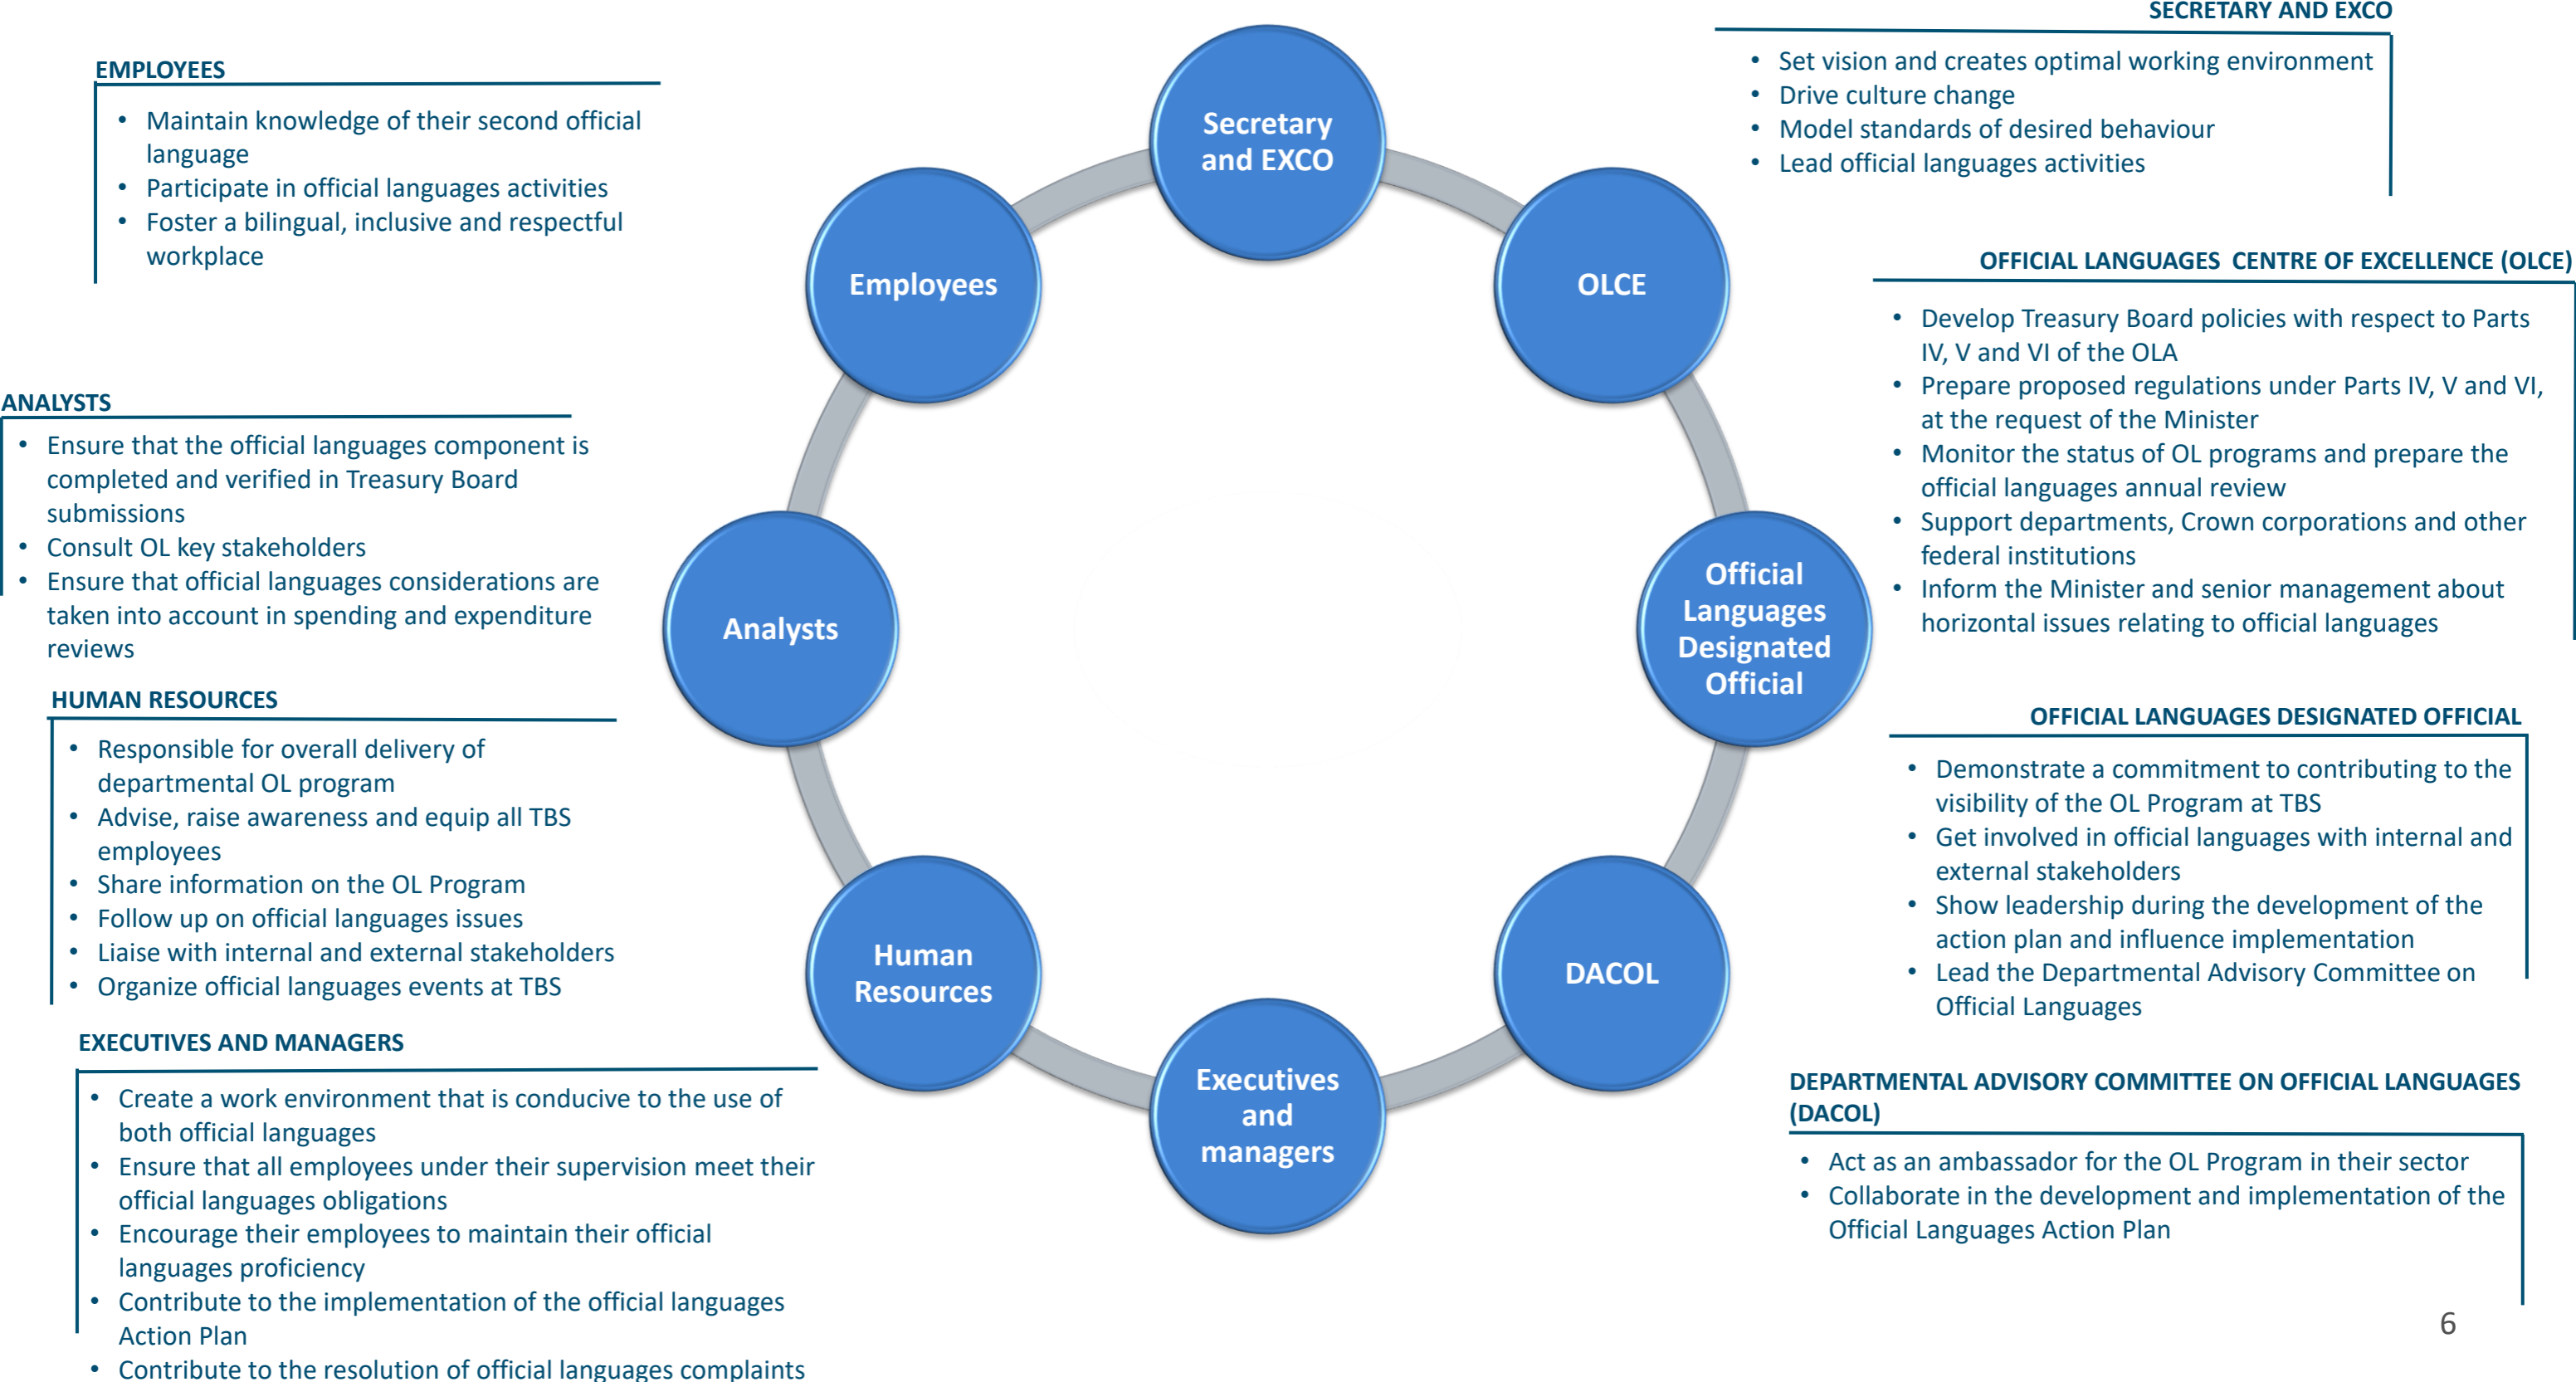 SECRETARY AND EXCO
• Set vision and creates optimal working environment
• Drive culture change
• Model standards of desired behaviour
• Lead official languages activities
EMPLOYEES
• Maintain knowledge of their second official
language
• Participate in official languages activities
• Foster a bilingual, inclusive and respectful
workplace
ANALYSTS
• Ensure that the official languages component is
completed and verified in Treasury Board
submissions
• Consult OL key stakeholders
• Ensure that official languages considerations are
taken into account in spending and expenditure
reviews
HUMAN RESOURCES
• Responsible for overall delivery of
departmental OL program
• Advise, raise awareness and equip all TBS
employees
• Share information on the OL Program
• Follow up on official languages issues
• Liaise with internal and external stakeholders
• Organize official languages events at TBS
EXECUTIVES AND MANAGERS
• Create a work environment that is conducive to the use of
both official languages
• Ensure that all employees under their supervision meet their
official languages obligations
• Encourage their employees to maintain their official
languages proficiency
• Contribute to the implementation of the official languages
Action Plan
• Contribute to the resolution of official languages complaints
Secretary
and EXCO
OLCE
Official
Languages
Designated
Official
DACOL
Executives
and
managers
Human
Resources
Analysts
Employees
OFFICIAL LANGUAGES CENTRE OF EXCELLENCE (OLCE)
• Develop Treasury Board policies with respect to Parts
IV, V and VI of the OLA
• Prepare proposed regulations under Parts IV, V and VI,
at the request of the Minister
• Monitor the status of OL programs and prepare the
official languages annual review
• Support departments, Crown corporations and other
federal institutions
• Inform the Minister and senior management about
horizontal issues relating to official languages
OFFICIAL LANGUAGES DESIGNATED OFFICIAL
• Demonstrate a commitment to contributing to the
visibility of the OL Program at TBS
• Get involved in official languages with internal and
external stakeholders
• Show leadership during the development of the
action plan and influence implementation
• Lead the Departmental Advisory Committee on
Official Languages
DEPARTMENTAL ADVISORY COMMITTEE ON OFFICIAL LANGUAGES
(DACOL)
• Act as an ambassador for the OL Program in their sector
• Collaborate in the development and implementation of the
Official Languages Action Plan
6